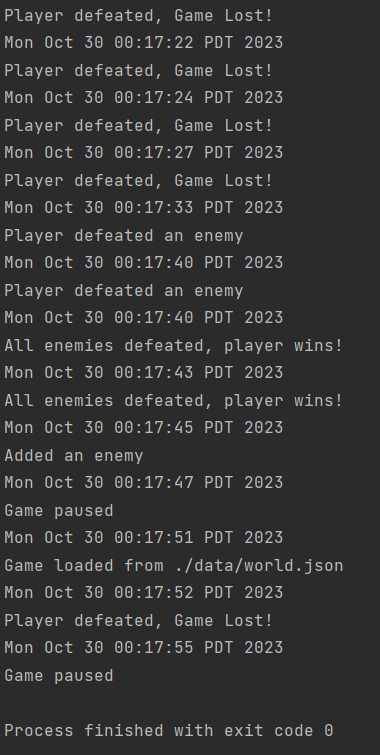 Player defeated, Game Lost!
Mon Oct 30 00:17:22 PDT 2023
Player defeated, Game Lost!
Mon Oct 30 00:17:24 PDT 2023
Player defeated, Game Lost!
Mon Oct 30 00:17:27 PDT 2023
Player defeated, Game Lost!
Mon Oct 30 00:17:33 PDT 2023
Player defeated an enemy
Mon Oct 30 00:17:40 PDT 2023
Player defeated an enemy
Mon Oct 30 00:17:40 PDT 2023
All enemies defeated, player wins!
Mon Oct 30 00:17:43 PDT 2023
All enemies defeated, player wins!
Mon Oct 30 00:17:45 PDT 2023
Added an enemy
Mon Oct 30 00:17:47 PDT 2023
Game paused
Mon Oct 30 00:17:51 PDT 2023
Game loaded from ./data/world.json
Mon Oct 30 00:17:52 PDT 2023
Player defeated, Game Lost!
Mon Oct 30 00:17:55 PDT 2023
Game paused

Process finished with exit code 0